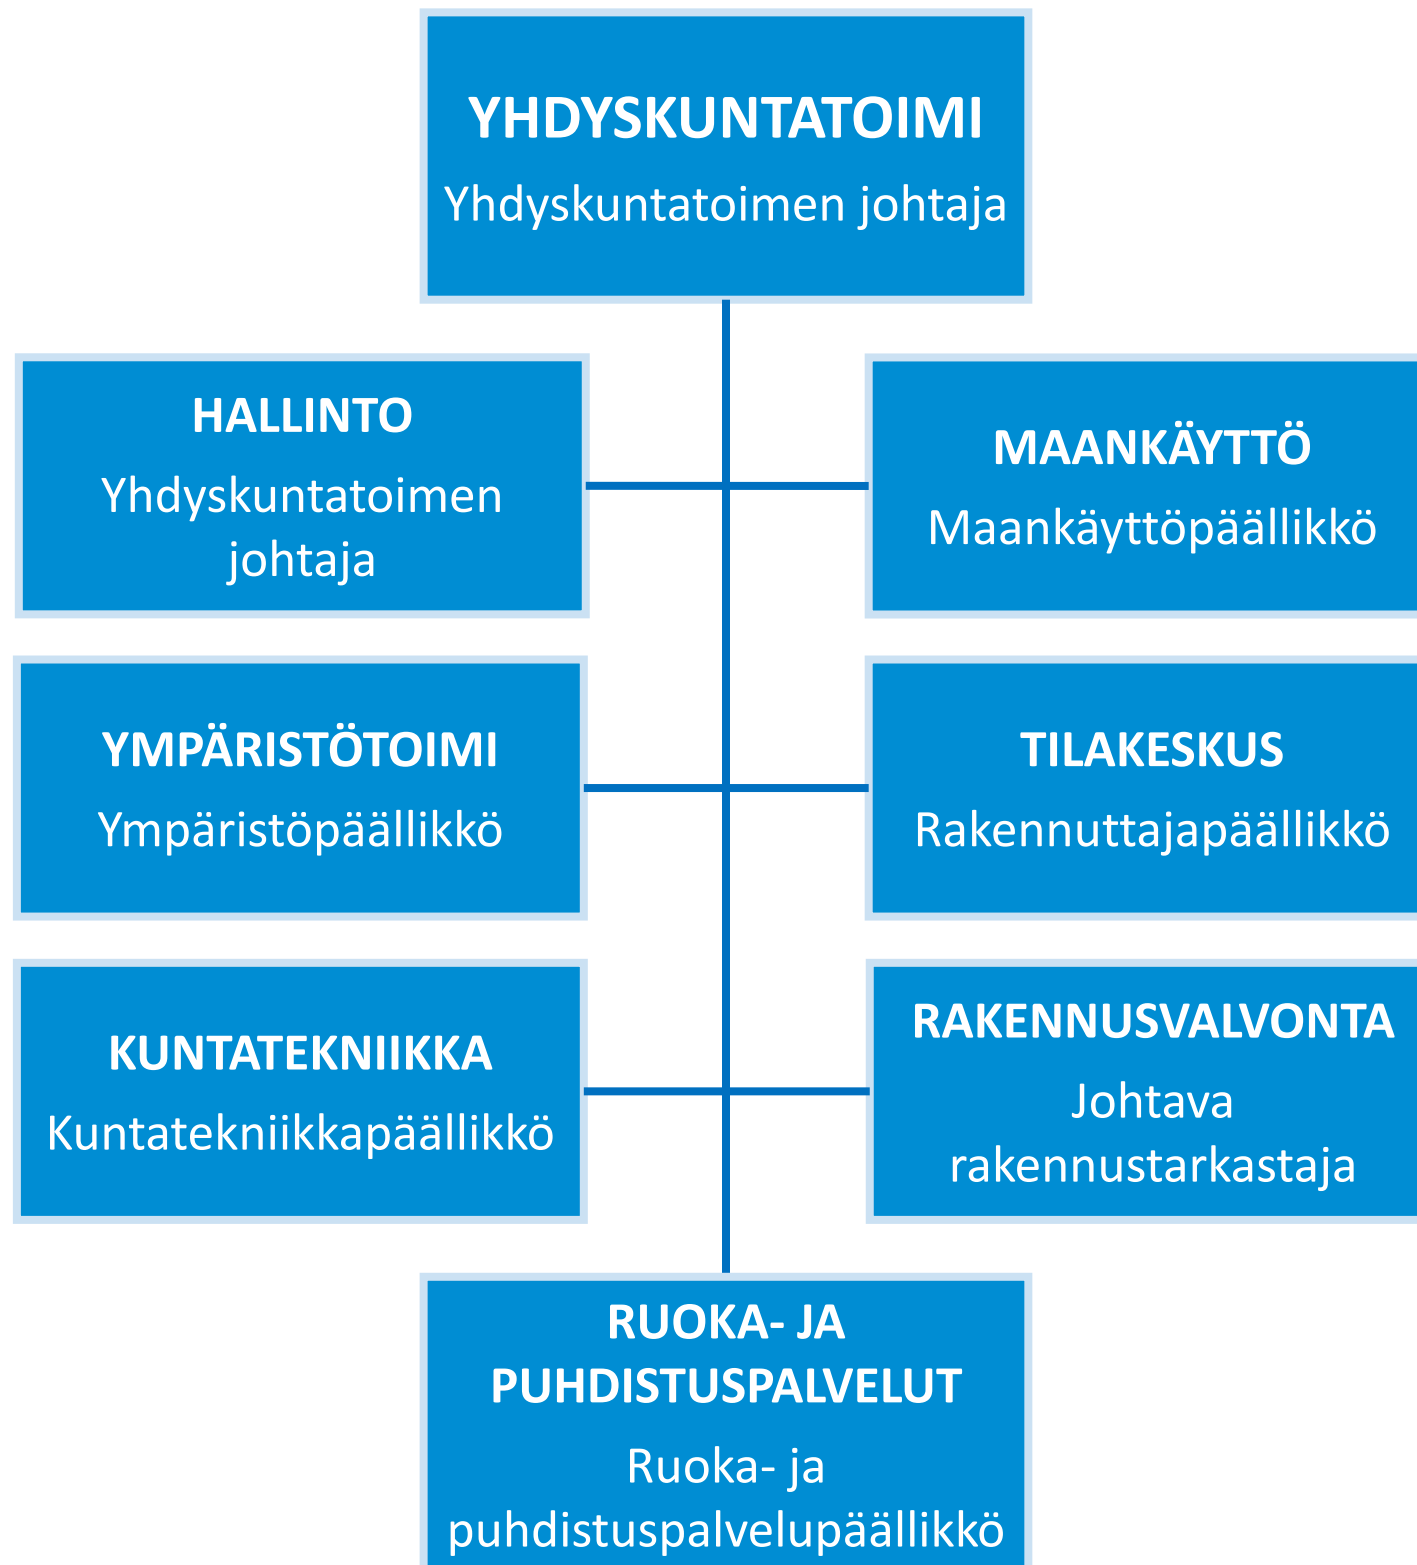 YHDYSKUNTATOIMI
Yhdyskuntatoimen johtaja
HALLINTO
Yhdyskuntatoimen
johtaja
MAANKÄYTTÖ
Maankäyttöpäällikkö
YMPÄRISTÖTOIMI
Ympäristöpäällikkö
TILAKESKUS
Rakennuttajapäällikkö
KUNTATEKNIIKKA
Kuntatekniikkapäällikkö
RAKENNUSVALVONTA
Johtava
rakennustarkastaja
RUOKA- JA
PUHDISTUSPALVELUT
Ruoka- ja
puhdistuspalvelupäällikkö